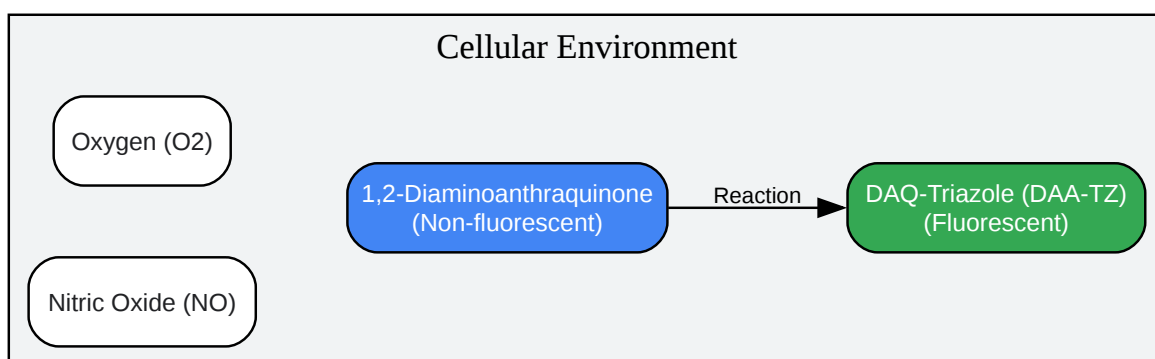 Cellular Environment
Oxygen (O2)
1,2-Diaminoanthraquinone
(Non-fluorescent)
Reaction
DAQ-Triazole (DAA-TZ)
(Fluorescent)
Nitric Oxide (NO)